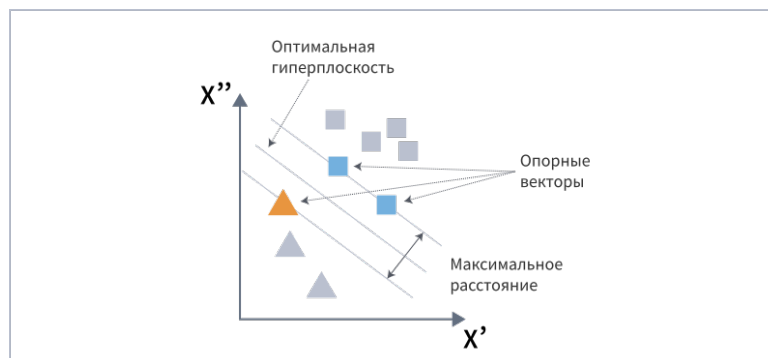 Оптимальная
гиперплоскость
X’’
Опорные
векторы
Максимальное
расстояние
X’